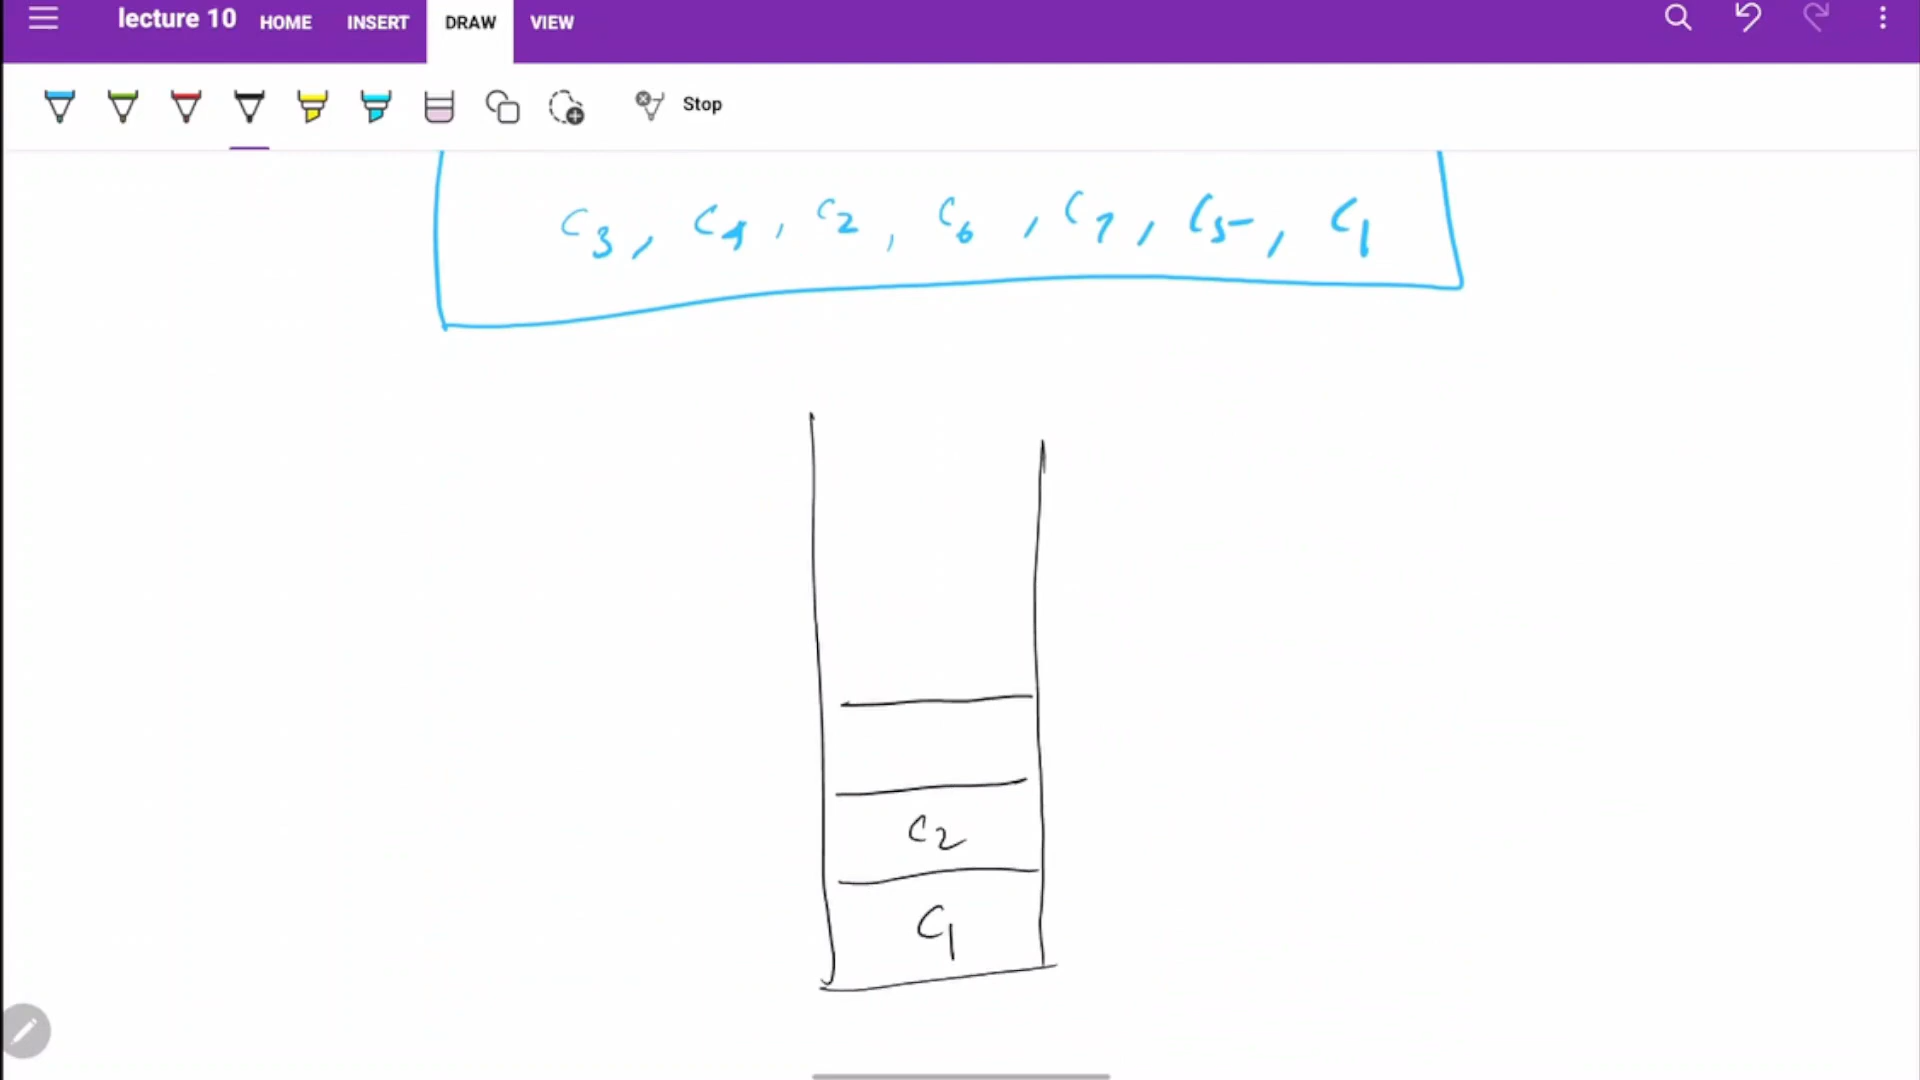 lecture 10 HOME INSERT DRAW VIEW
Stop
C3, C4, C2, C6, C7, C5, C1
C2
C1